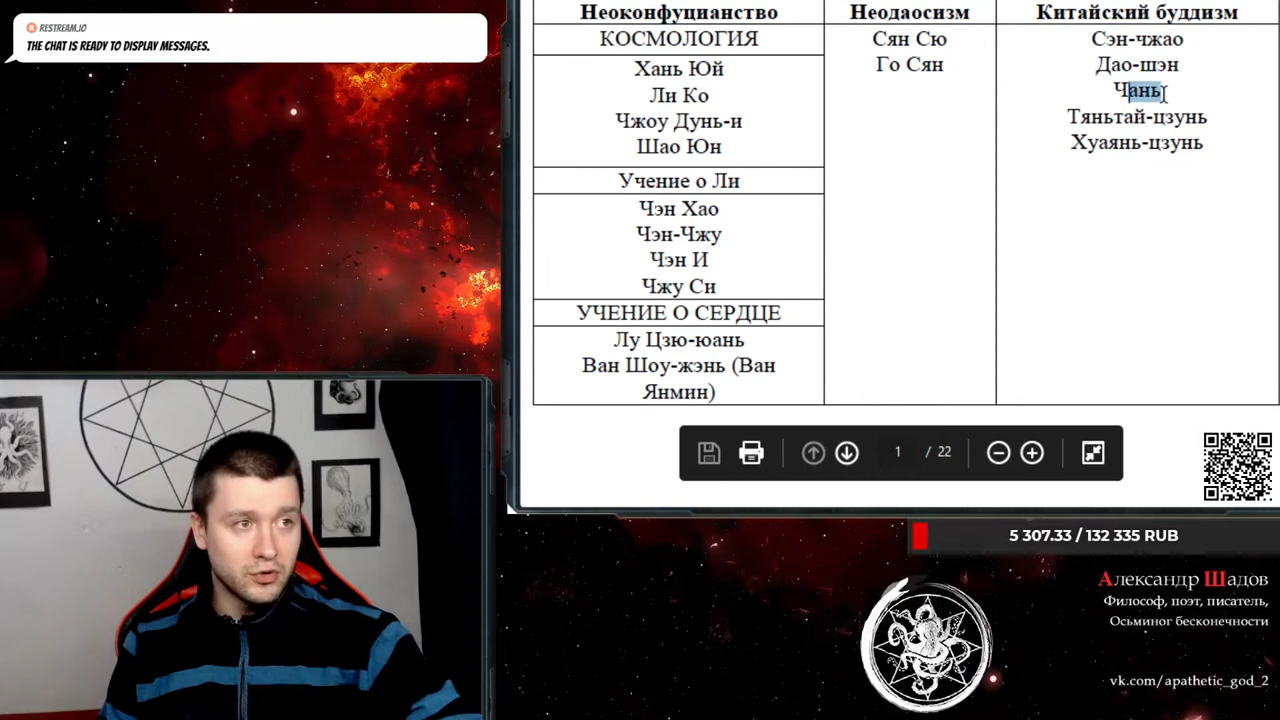 RESTREAM.IO
THE CHAT IS READY TO DISPLAY MESSAGES.
Неоконфуцианство
КОСМОЛОГИЯ
Хань Юй
Ли Ко
Чжоу Дунь-и
Шао Юн
Учение о Ли
Чэн Хао
Чэн-Чжу
Чэн И
Чжу Си
УЧЕНИЕ О СЕРДЦЕ
Лу Цзю-юань
Ван Шоу-жэнь (Ван
Янмин)
Неодаосизм
Сян Сю
Го Сян
Китайский буддизм
Сэн-чжао
Дао-шэн
Чань
Тяньтай-цзунь
Хуаянь-цзунь
1 / 22
5 307.33 / 132 335 RUB
Александр Шадов
Философ, поэт, писатель,
Осьминог бесконечности
vk.com/apathetic_god_2